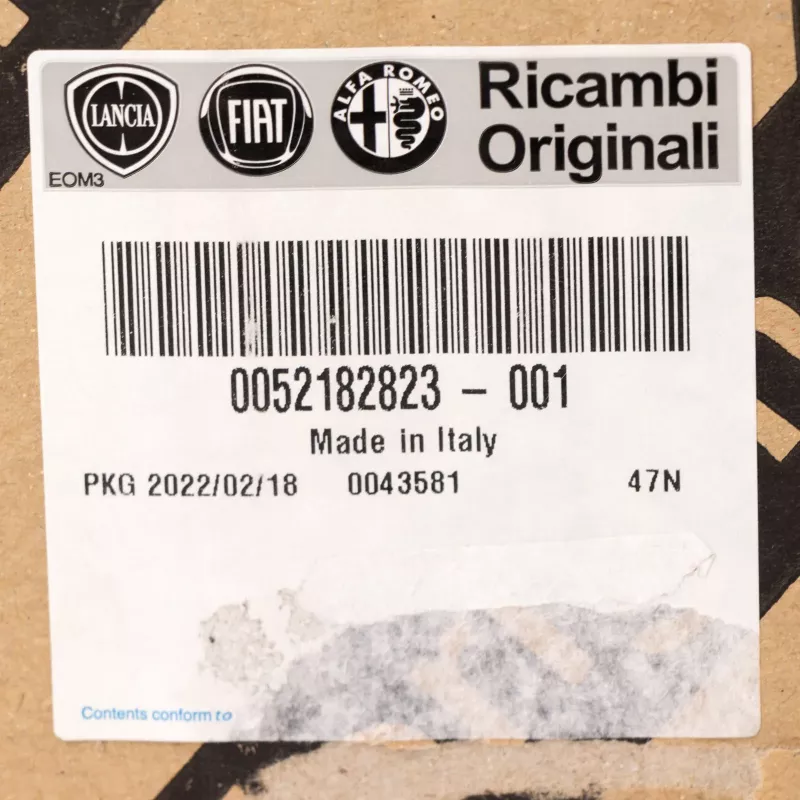 LANCIA
FIAT
ALFA ROMEO
Ricambi
Originali
EOM3
0052182823 - 001
Made in Italy
PKG 2022/02/18 0043581 47N
Contents conform to